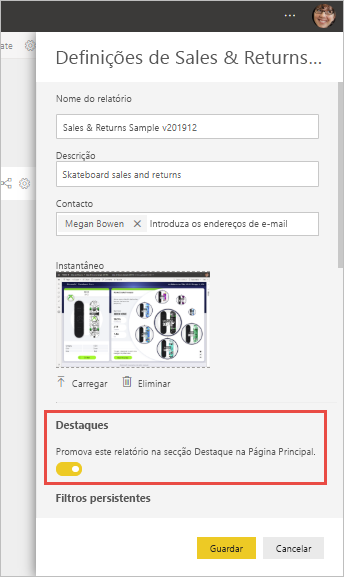 ...
ate
Definições de Sales & Returns...
Nome do relatório
Sales & Returns Sample v201912
Descrição
Skateboard sales and returns
Contacto
Megan Bowen Introduza os endereços de e-mail
Instantâneo
Carregar Eliminar
Destaques
Promova este relatório na secção Destaque na Página Principal.
Filtros persistentes
Guardar Cancelar